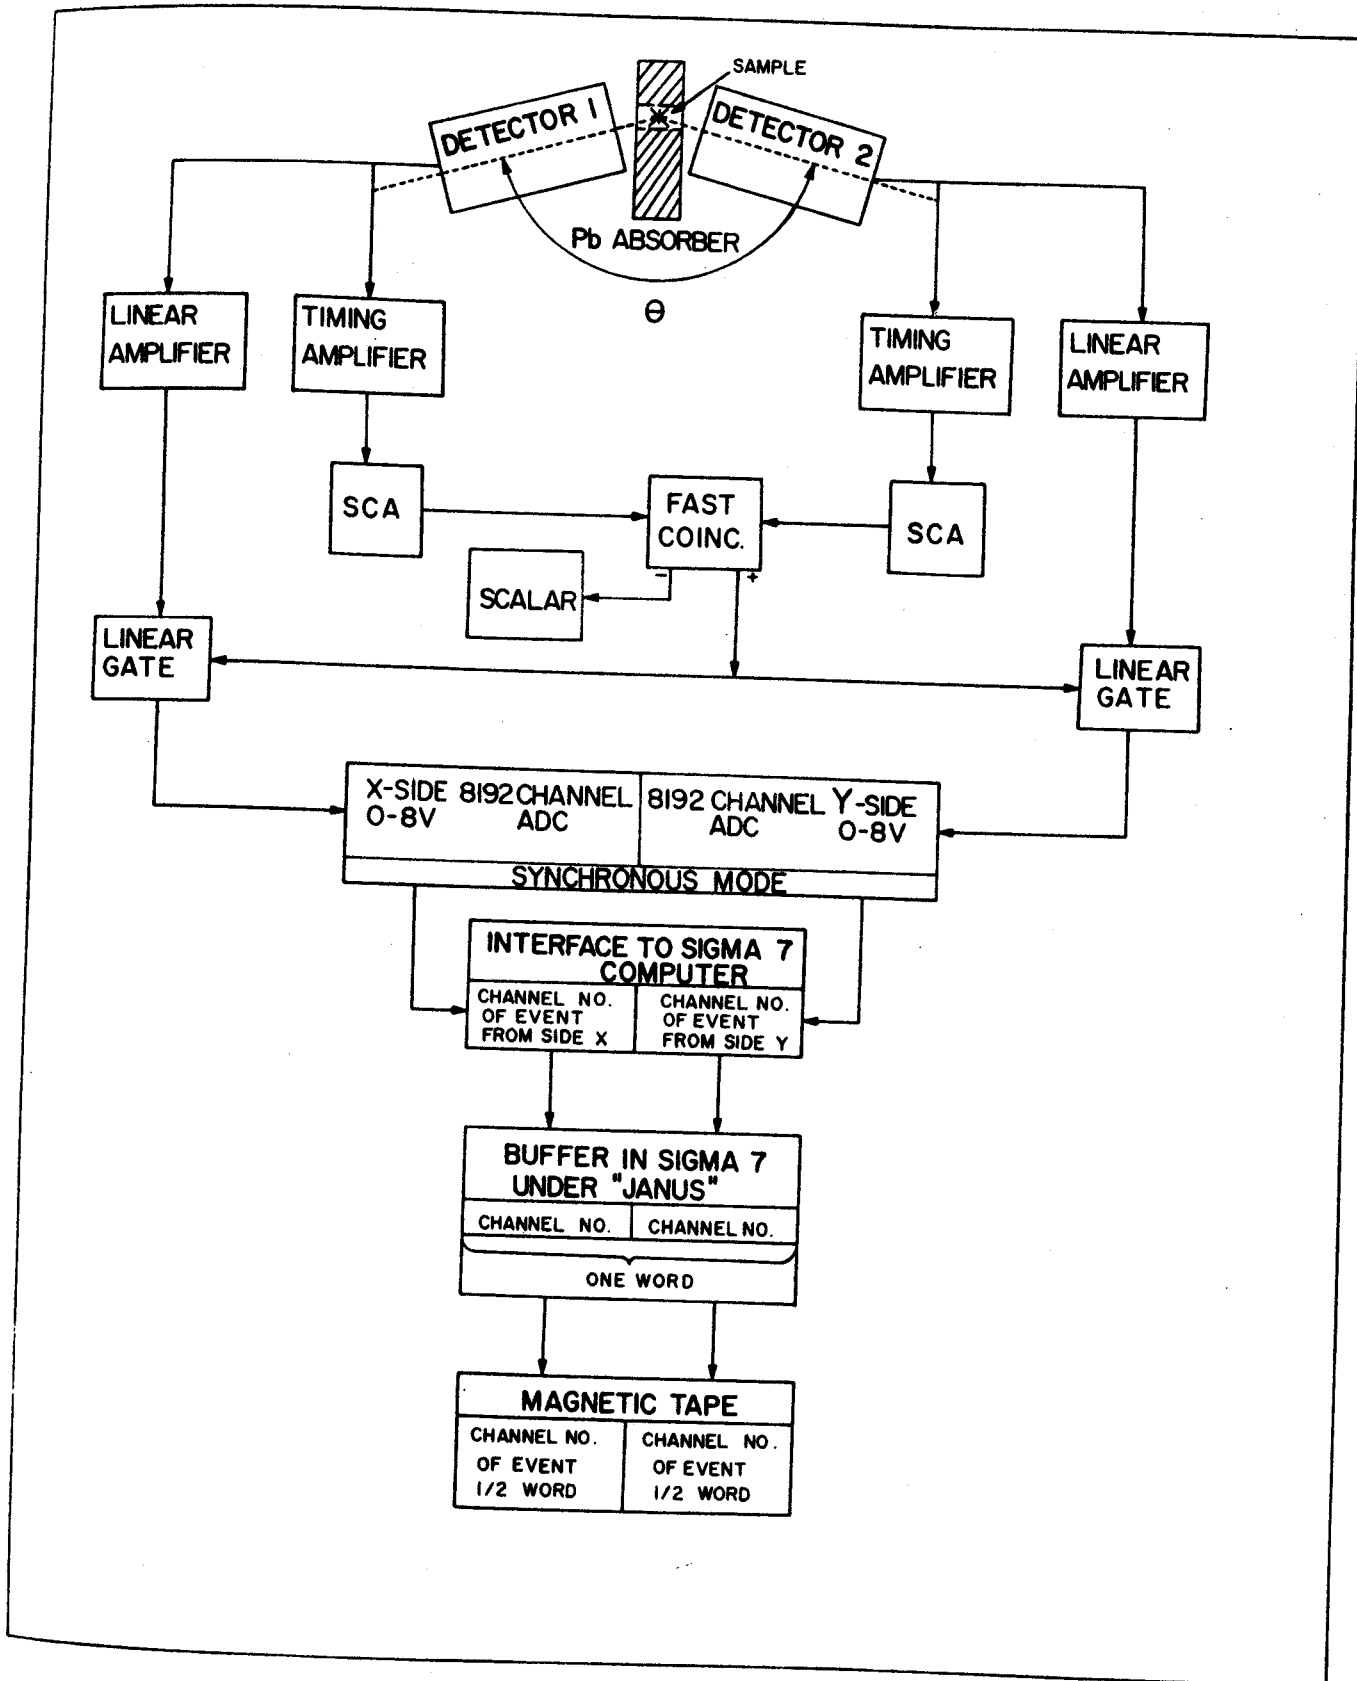 SAMPLE
DETECTOR 1
DETECTOR 2
Pb ABSORBER
Θ
LINEAR
AMPLIFIER
TIMING
AMPLIFIER
TIMING
AMPLIFIER
LINEAR
AMPLIFIER
SCA
FAST
COINC.
SCA
- +
SCALAR
LINEAR
GATE
LINEAR
GATE
X-SIDE 8192 CHANNEL
0-8V ADC
8192 CHANNEL Y-SIDE
ADC 0-8V
SYNCHRONOUS MODE
INTERFACE TO SIGMA 7
COMPUTER
CHANNEL NO.
OF EVENT
FROM SIDE X
CHANNEL NO.
OF EVENT
FROM SIDE Y
BUFFER IN SIGMA 7
UNDER "JANUS"
CHANNEL NO.
CHANNEL NO.
ONE WORD
MAGNETIC TAPE
CHANNEL NO.
OF EVENT
1/2 WORD
CHANNEL NO.
OF EVENT
1/2 WORD